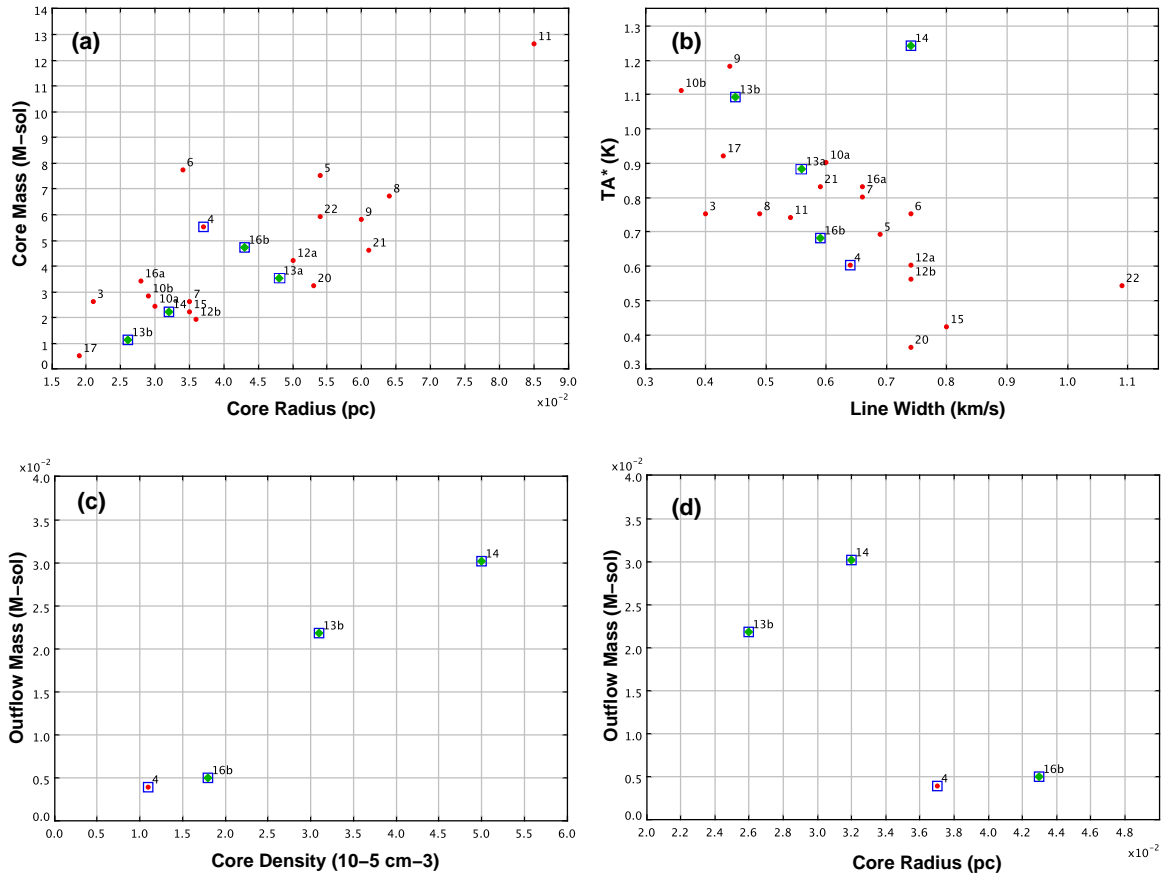 (a)
Core Mass (M−sol)
14
13
12
11
10
9
8
7
6
5
4
3
2
1
0
11
6
5
8
4
22
9
16b
12a
21
13a
20
16a
10b
10a
3
7
14
15
12b
13b
17
1.5 2.0 2.5 3.0 3.5 4.0 4.5 5.0 5.5 6.0 6.5 7.0 7.5 8.0 8.5 9.0
×10−2
Core Radius (pc)
(b)
TA* (K)
1.3
1.2
1.1
1.0
0.9
0.8
0.7
0.6
0.5
0.4
0.3
14
9
10b
13b
17
13a
10a
21
16a
7
3
8
11
6
16b
5
4
12a
12b
22
15
20
0.3 0.4 0.5 0.6 0.7 0.8 0.9 1.0 1.1
Line Width (km/s)
×10−2
(c)
Outflow Mass (M−sol)
4.0
3.5
3.0
2.5
2.0
1.5
1.0
0.5
0.0
14
13b
4
16b
0.0 0.5 1.0 1.5 2.0 2.5 3.0 3.5 4.0 4.5 5.0 5.5 6.0
Core Density (10−5 cm−3)
×10−2
(d)
Outflow Mass (M−sol)
4.0
3.5
3.0
2.5
2.0
1.5
1.0
0.5
0.0
14
13b
4
16b
2.0 2.2 2.4 2.6 2.8 3.0 3.2 3.4 3.6 3.8 4.0 4.2 4.4 4.6 4.8
×10−2
Core Radius (pc)